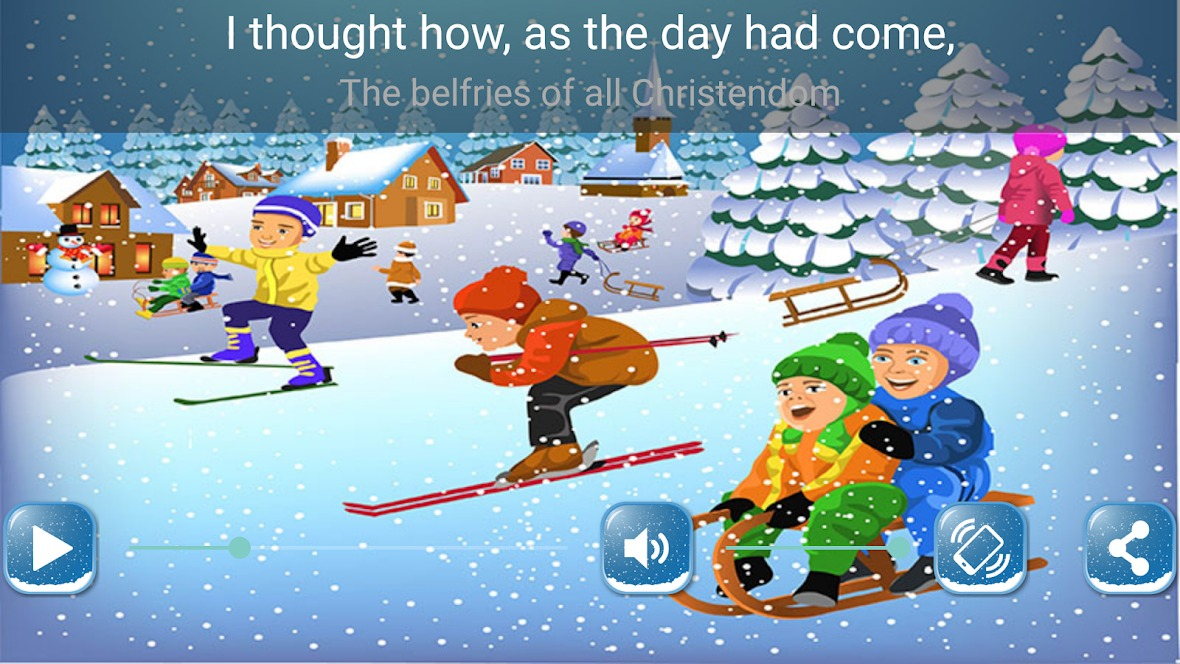 I thought how, as the day had come,
The belfries of all Christendom